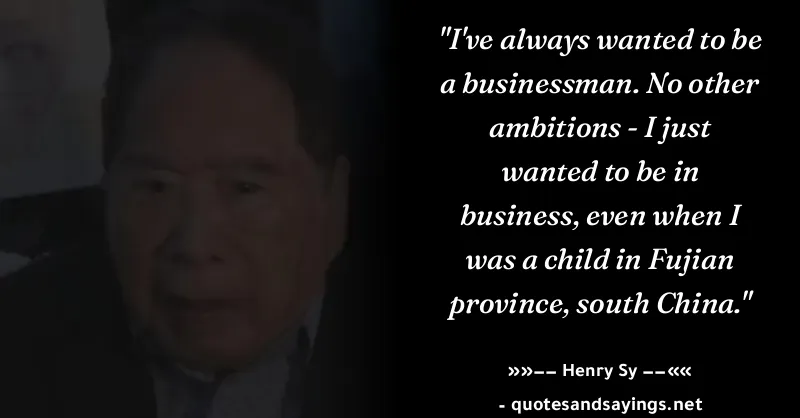 "I've always wanted to be
a businessman. No other
ambitions - I just
wanted to be in
business, even when I
was a child in Fujian
province, south China."
»»−− Henry Sy −−««
- quotesandsayings.net